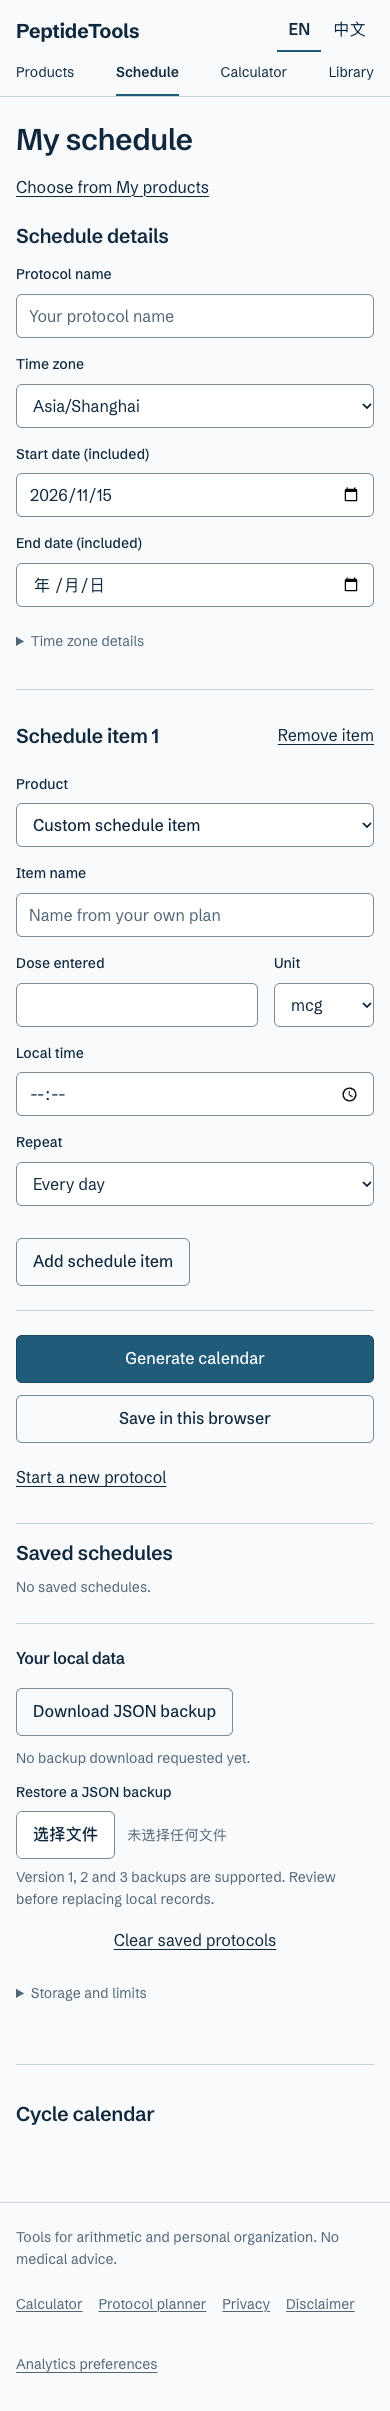 PeptideTools
EN 中文
Products Schedule Calculator Library
My schedule
Choose from My products
Schedule details
Protocol name
Your protocol name
Time zone
Asia/Shanghai
Start date (included)
2026/11/15
End date (included)
年 /月/日
Time zone details
Schedule item 1 Remove item
Product
Custom schedule item
Item name
Name from your own plan
Dose entered Unit
mcg
Local time
--:--
Repeat
Every day
Add schedule item
Generate calendar
Save in this browser
Start a new protocol
Saved schedules
No saved schedules.
Your local data
Download JSON backup
No backup download requested yet.
Restore a JSON backup
选择文件 未选择任何文件
Version 1, 2 and 3 backups are supported. Review
before replacing local records.
Clear saved protocols
Storage and limits
Cycle calendar
Tools for arithmetic and personal organization. No
medical advice.
Calculator Protocol planner Privacy Disclaimer
Analytics preferences